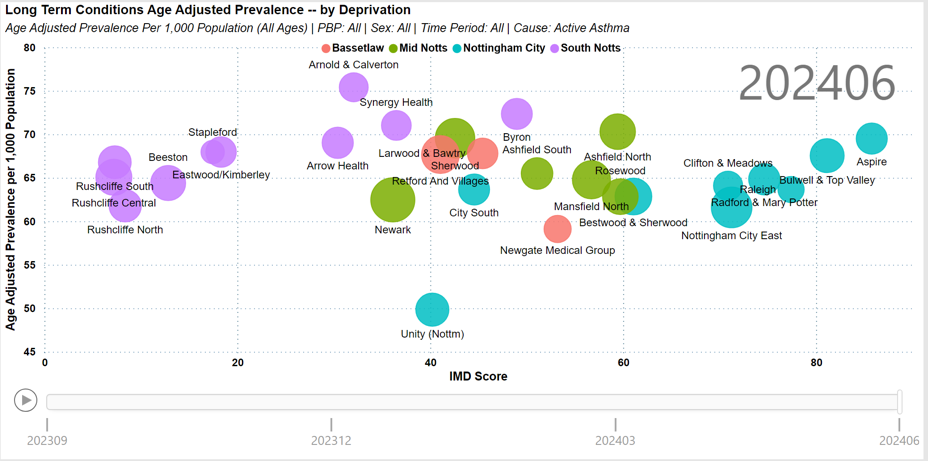 Long Term Conditions Age Adjusted Prevalence -- by Deprivation
Age Adjusted Prevalence Per 1,000 Population (All Ages) | PBP: All | Sex: All | Time Period: All | Cause: Active Asthma
Bassetlaw Mid Notts Nottingham City South Notts
202406
Age Adjusted Prevalence per 1,000 Population
80
75
70
65
60
55
50
45
Arnold & Calverton
Synergy Health
Stapleford
Byron
Larwood & Bawtry
Ashfield South
Beeston
Ashfield North
Clifton & Meadows
Aspire
Arrow Health
Sherwood
Rosewood
Eastwood/Kimberley
Retford And Villages
Bulwell & Top Valley
Rushcliffe South
Raleigh
Rushcliffe Central
Radford & Mary Potter
Mansfield North
City South
Bestwood & Sherwood
Rushcliffe North
Newark
Nottingham City East
Newgate Medical Group
Unity (Nottm)
0 20 40 60 80
IMD Score
202309 202312 202403 202406